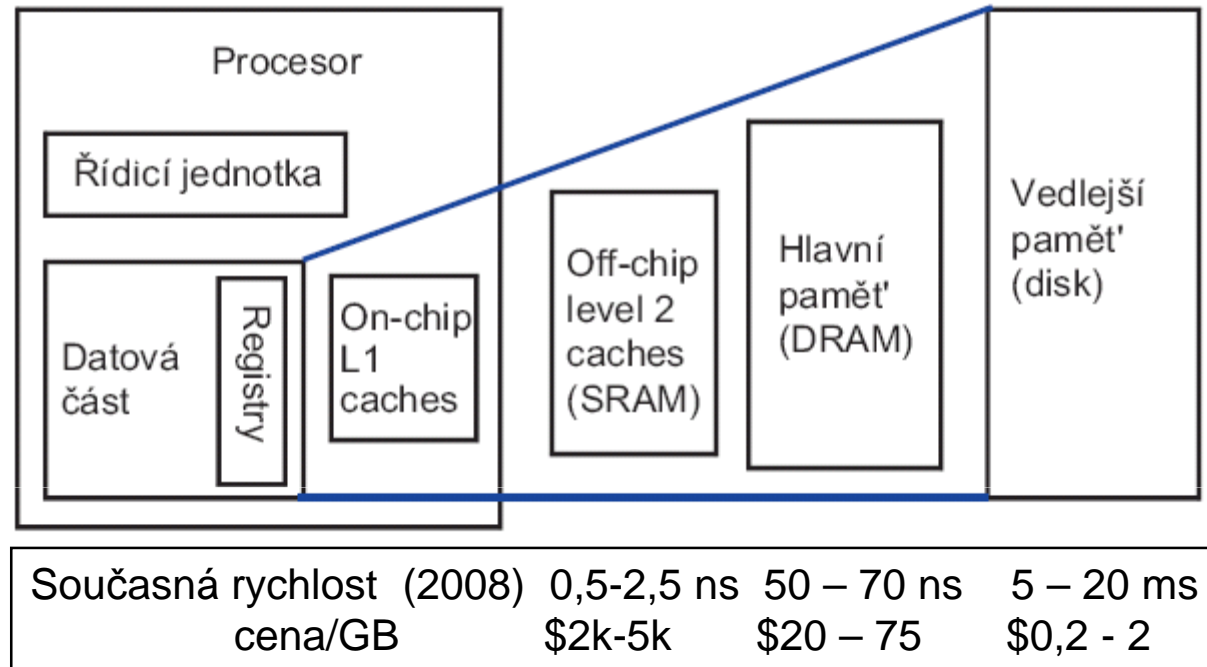 Procesor
Řídicí jednotka
Datová
část
Registry
On-chip
L1
caches
Off-chip
level 2
caches
(SRAM)
Hlavní
paměť
(DRAM)
Vedlejší
paměť
(disk)
Současná rychlost (2008) 0,5-2,5 ns 50 – 70 ns 5 – 20 ms
cena/GB $2k-5k $20 – 75 $0,2 - 2